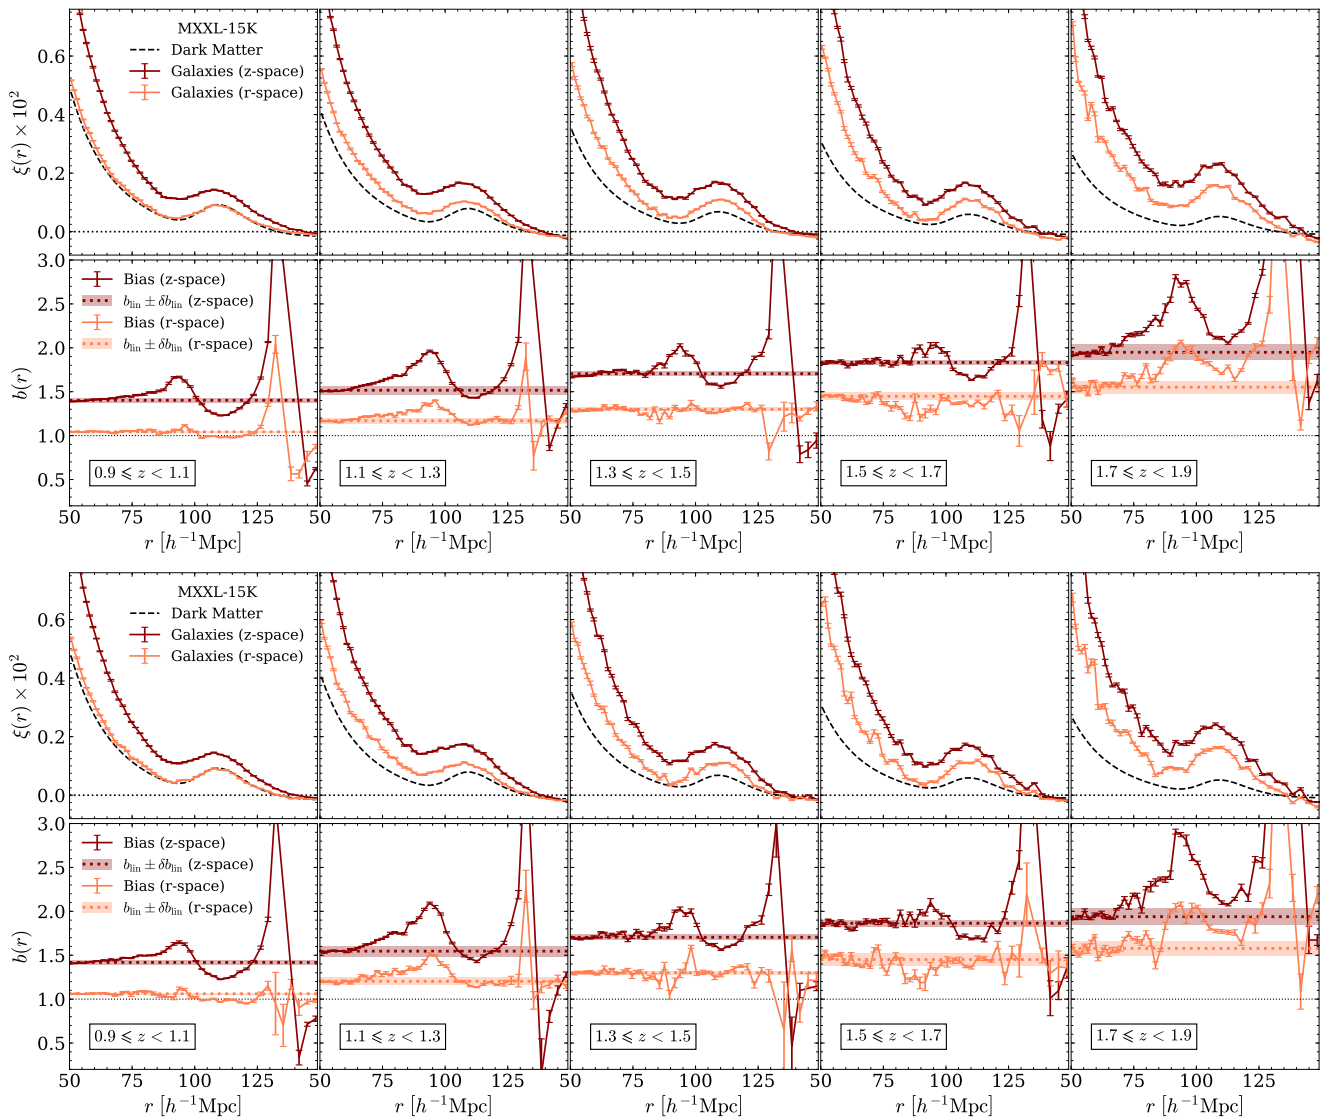 MXXL-15K
Dark Matter
Galaxies (z-space)
Galaxies (r-space)
ξ(r) × 10²
0.6
0.4
0.2
0.0
Bias (z-space)
b_lin ± δb_lin (z-space)
Bias (r-space)
b_lin ± δb_lin (r-space)
b(r)
3.0
2.5
2.0
1.5
1.0
0.5
0.9 ⩽ z < 1.1
1.1 ⩽ z < 1.3
1.3 ⩽ z < 1.5
1.5 ⩽ z < 1.7
1.7 ⩽ z < 1.9
50 75 100 125 50 75 100 125 50 75 100 125 50 75 100 125 50 75 100 125
r [h⁻¹Mpc] r [h⁻¹Mpc] r [h⁻¹Mpc] r [h⁻¹Mpc] r [h⁻¹Mpc]
MXXL-15K
Dark Matter
Galaxies (z-space)
Galaxies (r-space)
ξ(r) × 10²
0.6
0.4
0.2
0.0
Bias (z-space)
b_lin ± δb_lin (z-space)
Bias (r-space)
b_lin ± δb_lin (r-space)
b(r)
3.0
2.5
2.0
1.5
1.0
0.5
0.9 ⩽ z < 1.1
1.1 ⩽ z < 1.3
1.3 ⩽ z < 1.5
1.5 ⩽ z < 1.7
1.7 ⩽ z < 1.9
50 75 100 125 50 75 100 125 50 75 100 125 50 75 100 125 50 75 100 125
r [h⁻¹Mpc] r [h⁻¹Mpc] r [h⁻¹Mpc] r [h⁻¹Mpc] r [h⁻¹Mpc]